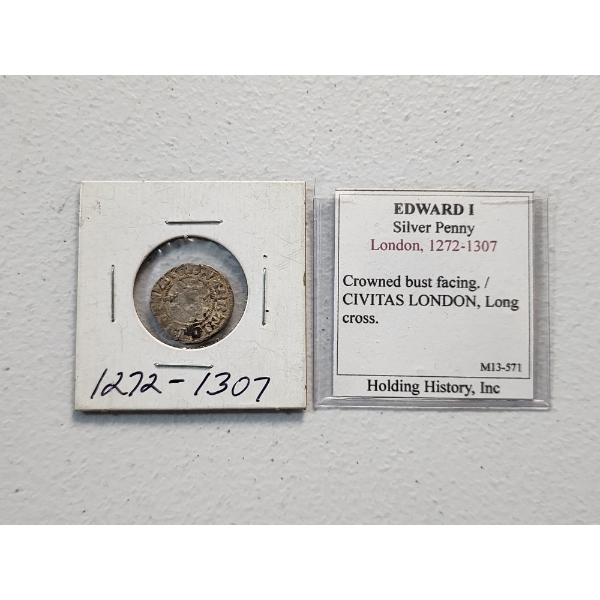 1272-1307
EDWARD I
Silver Penny
London, 1272-1307
Crowned bust facing. /
CIVITAS LONDON, Long
cross.
M13-571
Holding History, Inc